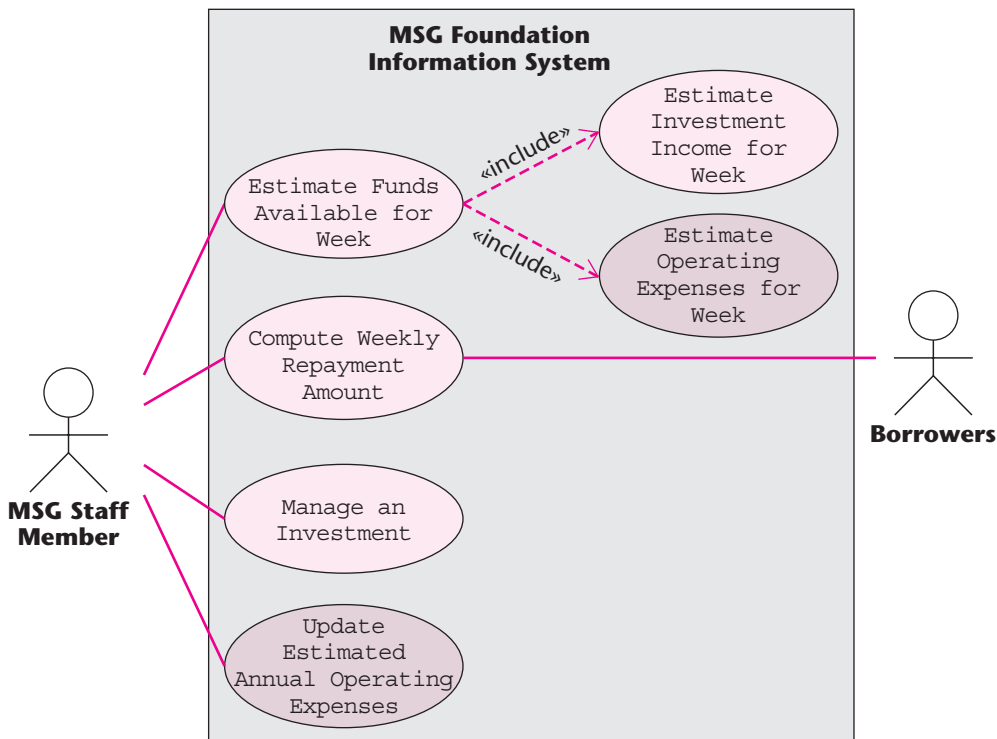 MSG Foundation
Information System
Estimate
Investment
Income for
Week
«include»
Estimate Funds
Available for
Week
«include»
Estimate
Operating
Expenses for
Week
Compute Weekly
Repayment
Amount
Borrowers
MSG Staff
Member
Manage an
Investment
Update
Estimated
Annual Operating
Expenses